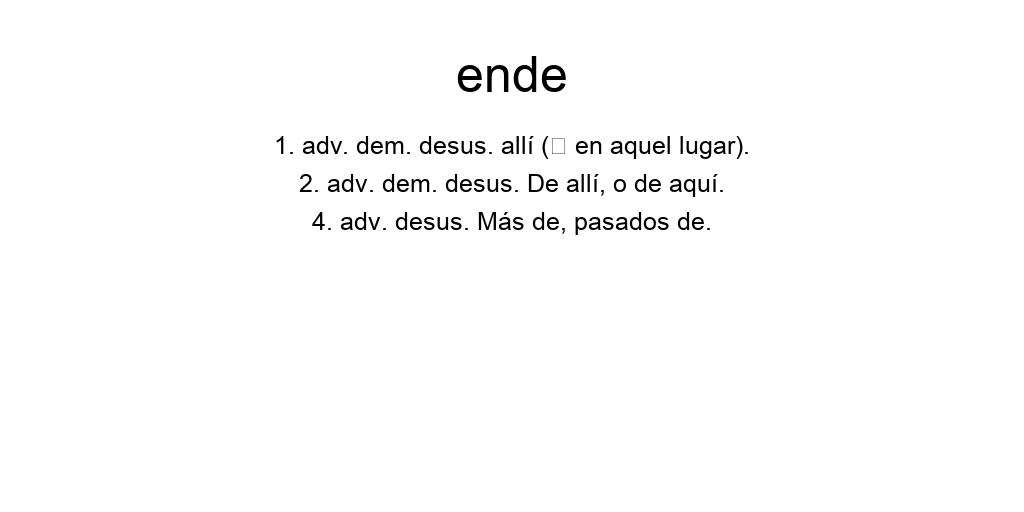 ende
1. adv. dem. desus. allí (□ en aquel lugar).
2. adv. dem. desus. De allí, o de aquí.
4. adv. desus. Más de, pasados de.